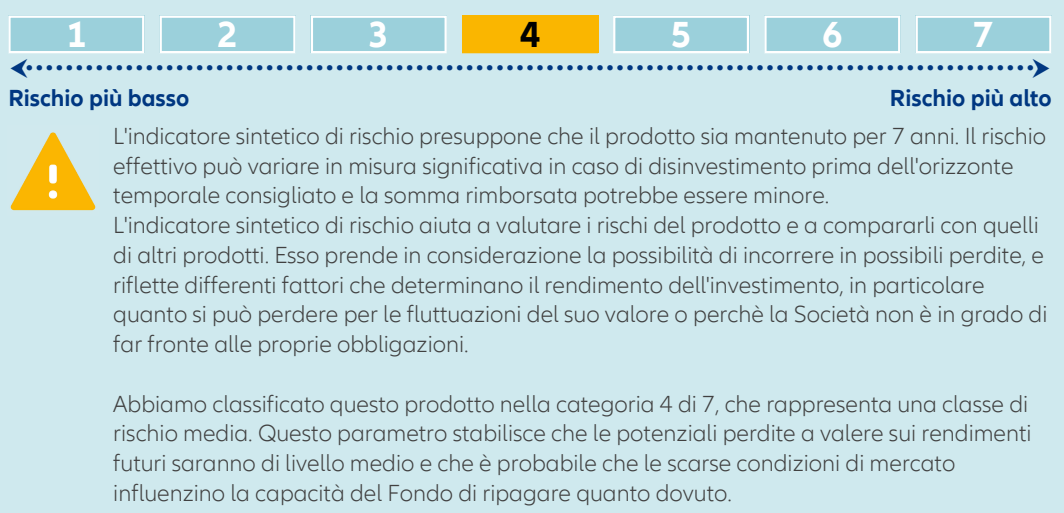 1 2 3 4 5 6 7
Rischio più basso Rischio più alto
L'indicatore sintetico di rischio presuppone che il prodotto sia mantenuto per 7 anni. Il rischio
effettivo può variare in misura significativa in caso di disinvestimento prima dell'orizzonte
temporale consigliato e la somma rimborsata potrebbe essere minore.
L'indicatore sintetico di rischio aiuta a valutare i rischi del prodotto e a compararli con quelli
di altri prodotti. Esso prende in considerazione la possibilità di incorrere in possibili perdite, e
riflette differenti fattori che determinano il rendimento dell'investimento, in particolare
quanto si può perdere per le fluttuazioni del suo valore o perchè la Società non è in grado di
far fronte alle proprie obbligazioni.
Abbiamo classificato questo prodotto nella categoria 4 di 7, che rappresenta una classe di
rischio media. Questo parametro stabilisce che le potenziali perdite a valere sui rendimenti
futuri saranno di livello medio e che è probabile che le scarse condizioni di mercato
influenzino la capacità del Fondo di ripagare quanto dovuto.